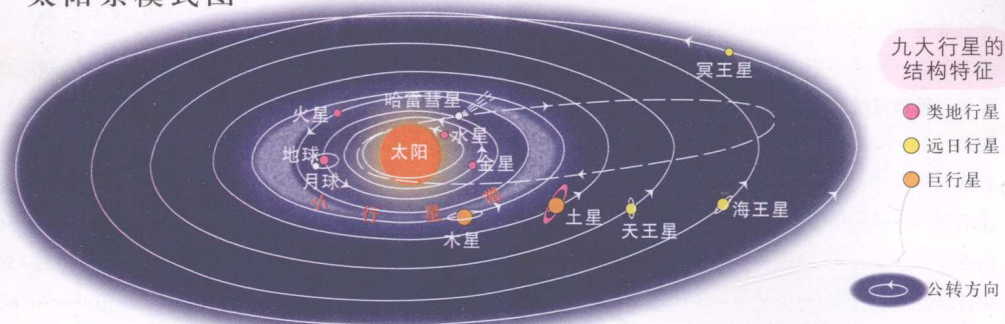 太阳系模式图
冥王星
哈雷彗星
火星
水星
地球
太阳
金星
月球
小行星带
木星
土星
天王星
海王星
九大行星的
结构特征
类地行星
远日行星
巨行星
公转方向